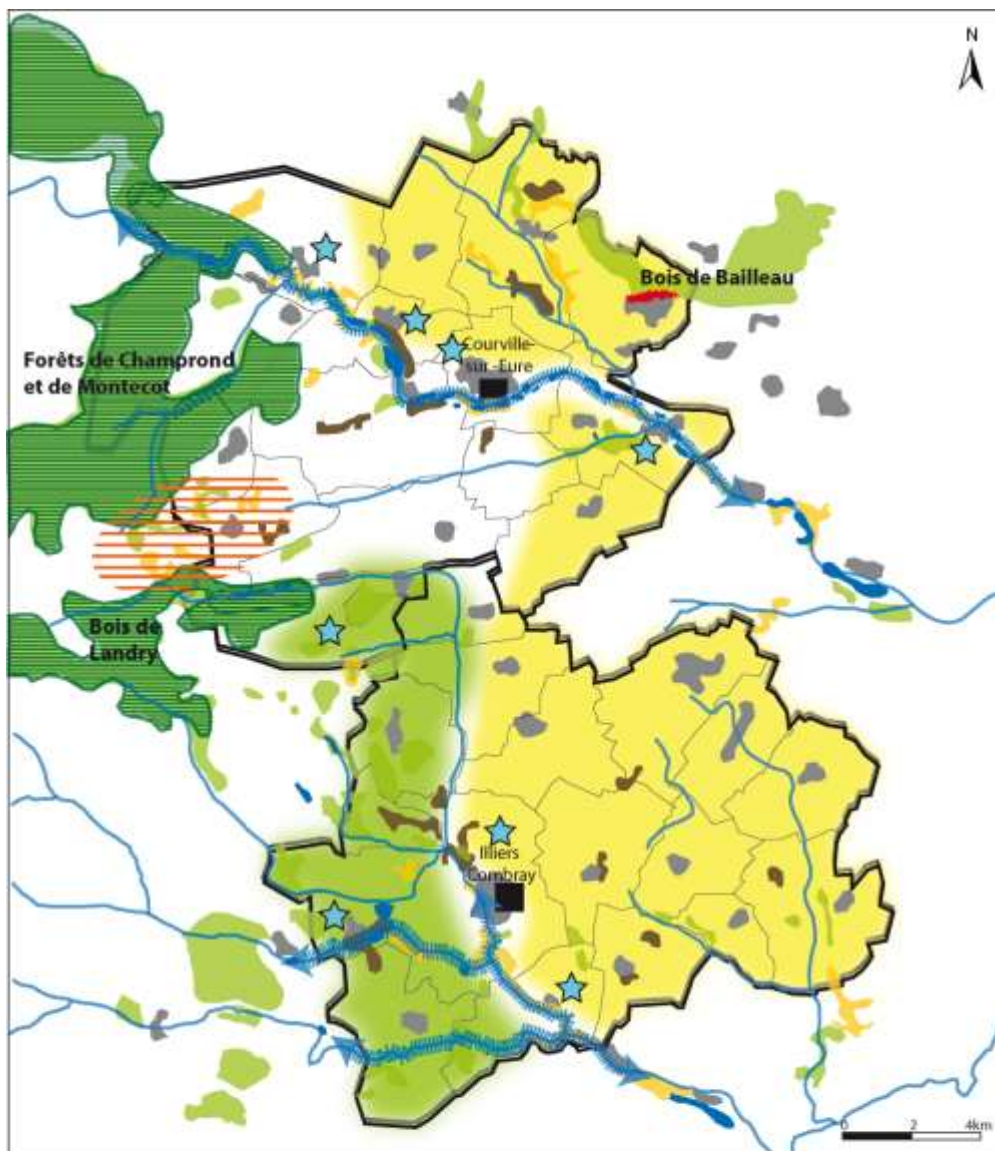 N
Bois de Bailleau
Courville-
sur-Eure
Forêts de Champrond
et de Montecot
Bois de
Landry
Illiers
Combray
0 2 4km